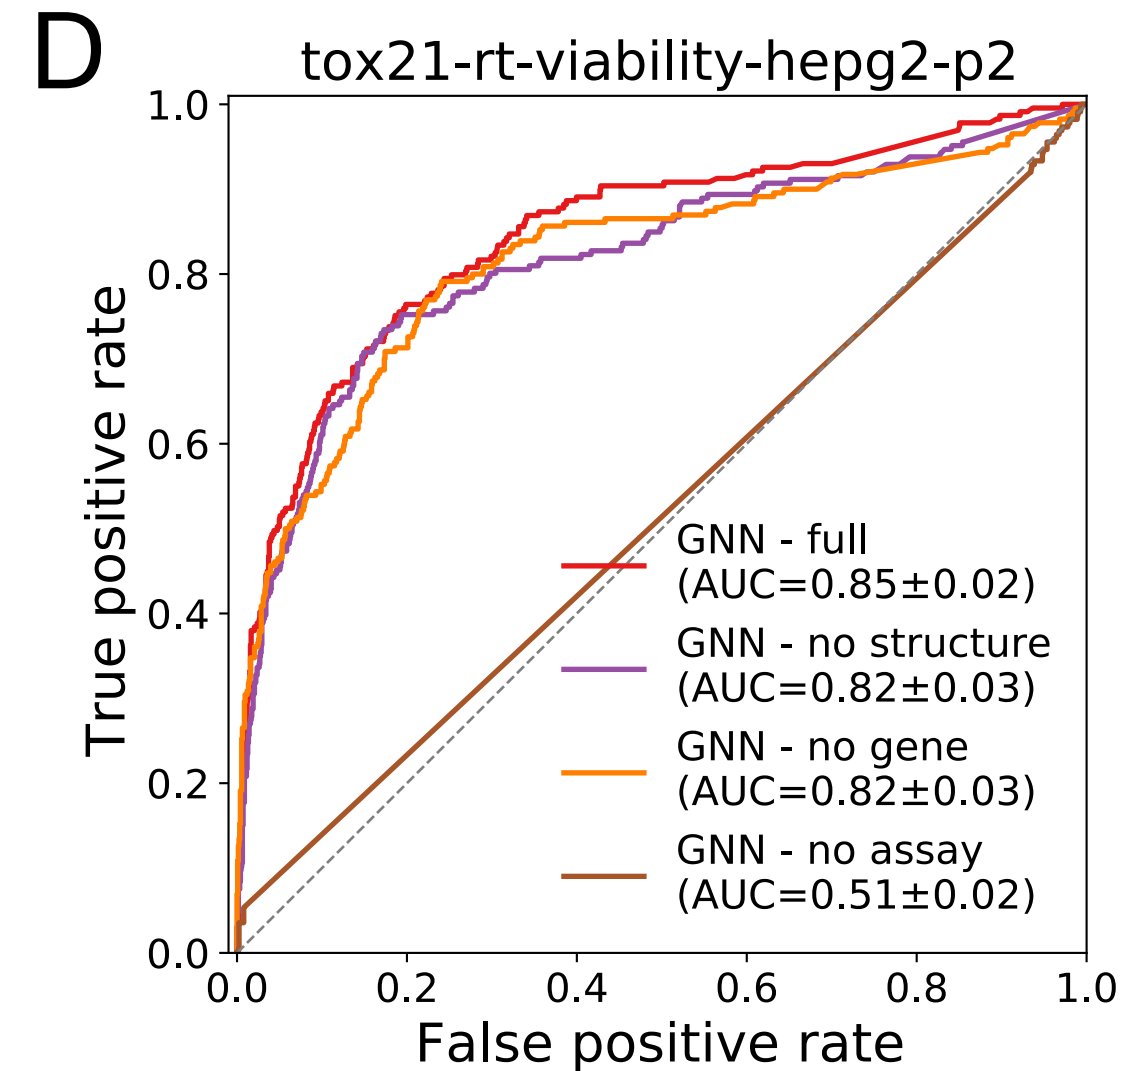 D
tox21-rt-viability-hepg2-p2
True positive rate
1.0
0.8
0.6
0.4
0.2
0.0
GNN - full
(AUC=0.85±0.02)
GNN - no structure
(AUC=0.82±0.03)
GNN - no gene
(AUC=0.82±0.03)
GNN - no assay
(AUC=0.51±0.02)
0.0 0.2 0.4 0.6 0.8 1.0
False positive rate